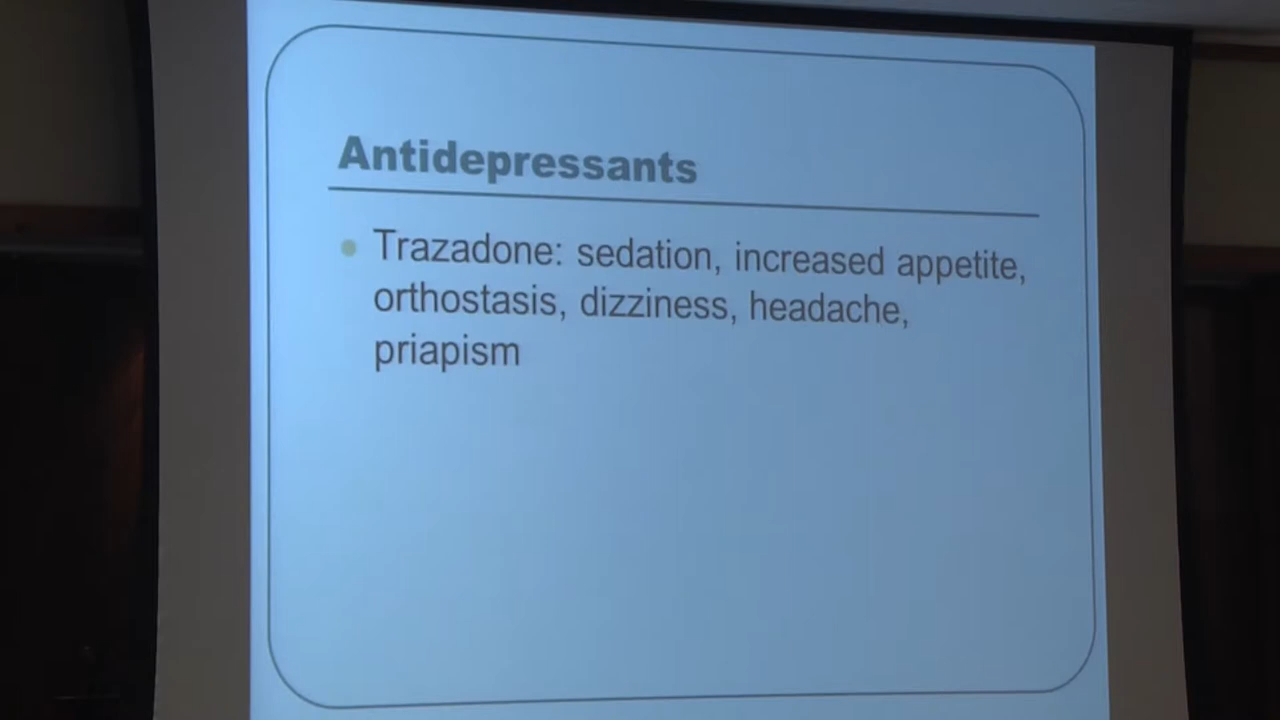 Antidepressants
Trazadone: sedation, increased appetite,
orthostasis, dizziness, headache,
priapism